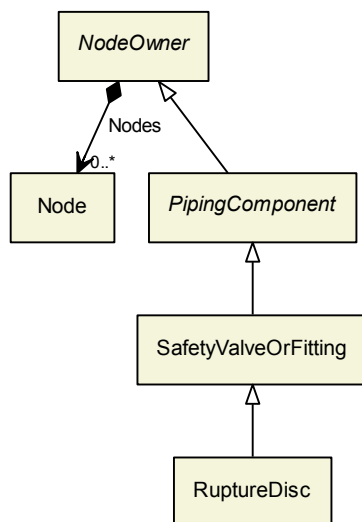 NodeOwner
Nodes
0..*
Node
PipingComponent
SafetyValveOrFitting
RuptureDisc